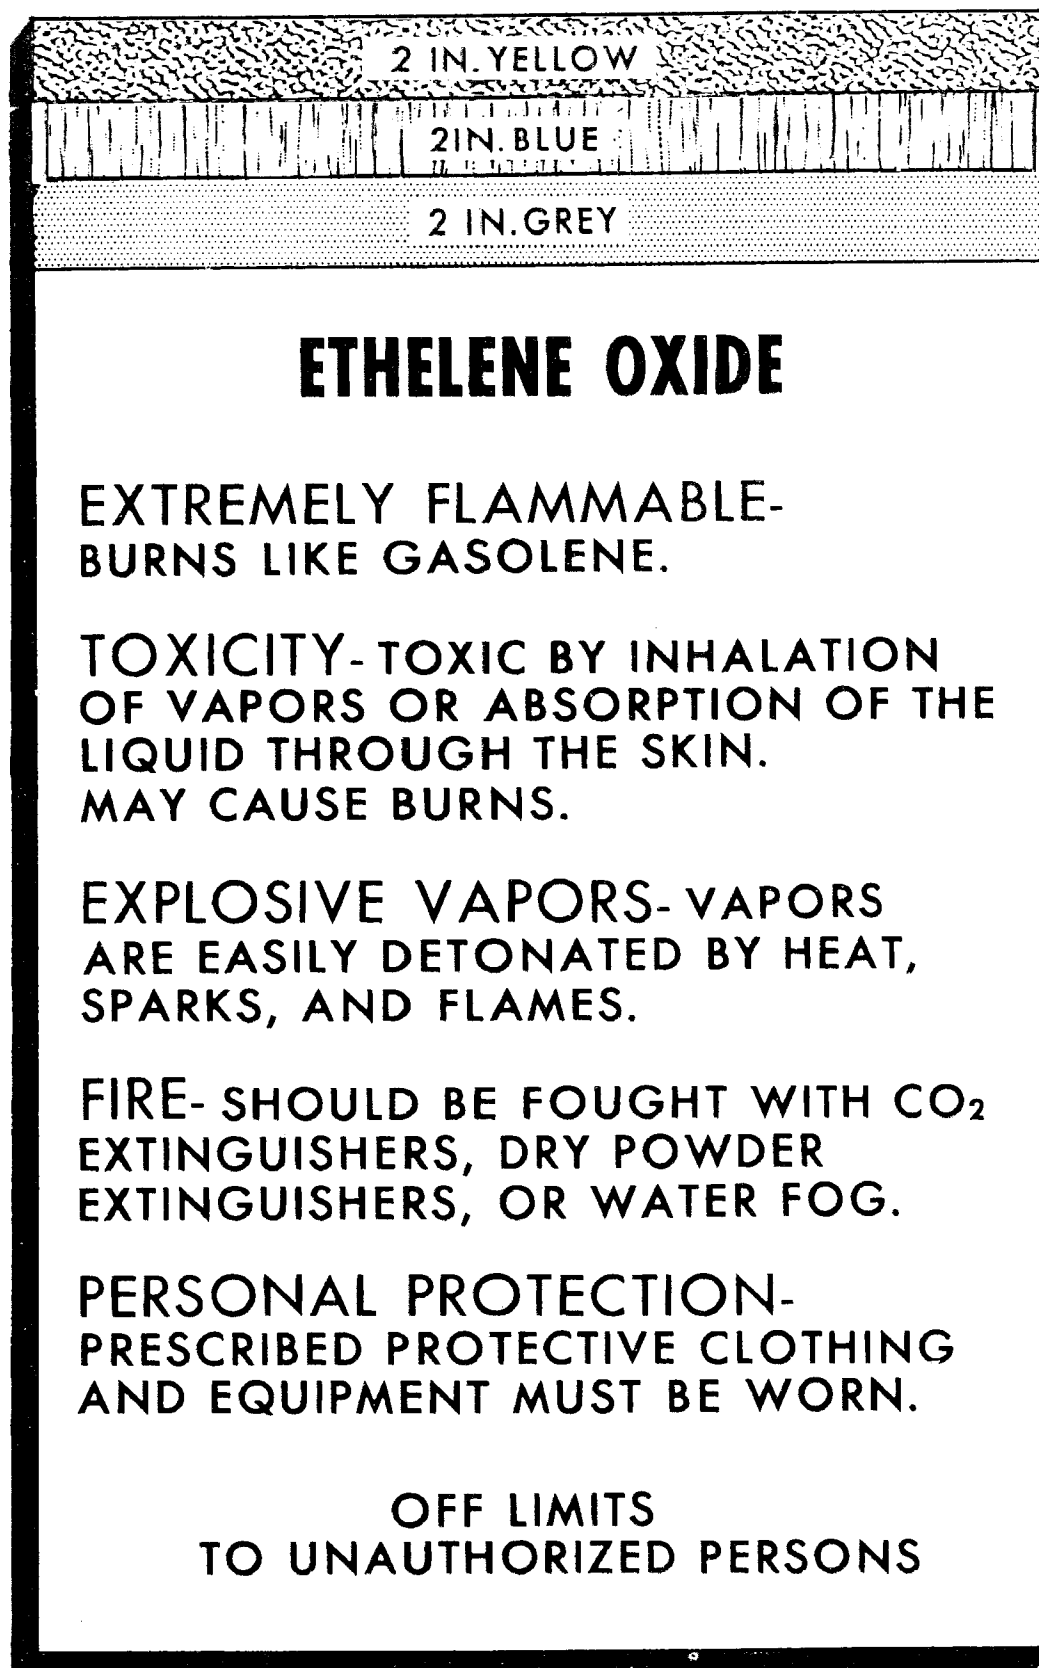 2 IN. YELLOW
2IN. BLUE
2 IN. GREY
ETHELENE OXIDE
EXTREMELY FLAMMABLE-
BURNS LIKE GASOLENE.
TOXICITY- TOXIC BY INHALATION
OF VAPORS OR ABSORPTION OF THE
LIQUID THROUGH THE SKIN.
MAY CAUSE BURNS.
EXPLOSIVE VAPORS- VAPORS
ARE EASILY DETONATED BY HEAT,
SPARKS, AND FLAMES.
FIRE- SHOULD BE FOUGHT WITH CO₂
EXTINGUISHERS, DRY POWDER
EXTINGUISHERS, OR WATER FOG.
PERSONAL PROTECTION-
PRESCRIBED PROTECTIVE CLOTHING
AND EQUIPMENT MUST BE WORN.
OFF LIMITS
TO UNAUTHORIZED PERSONS